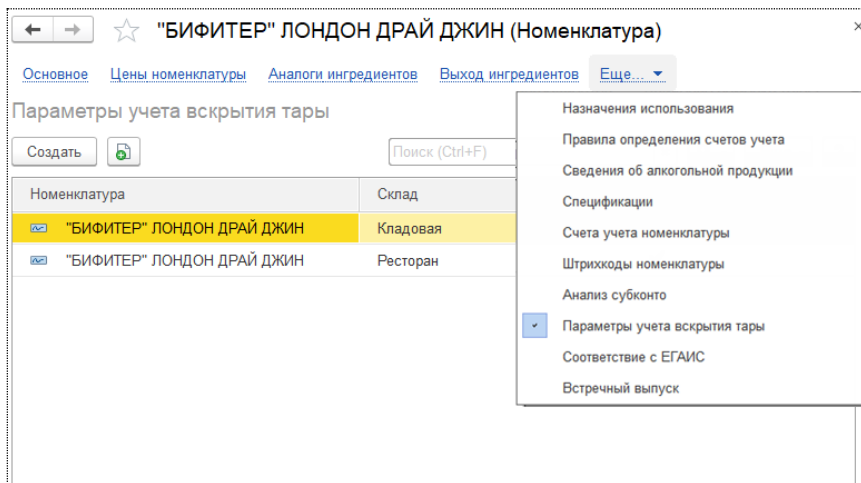 "БИФИТЕР" ЛОНДОН ДРАЙ ДЖИН (Номенклатура)
Основное Цены номенклатуры Аналоги ингредиентов Выход ингредиентов Еще...
Параметры учета вскрытия тары
Создать Поиск (Ctrl+F)
Номенклатура Склад
"БИФИТЕР" ЛОНДОН ДРАЙ ДЖИН Кладовая
"БИФИТЕР" ЛОНДОН ДРАЙ ДЖИН Ресторан
Назначения использования
Правила определения счетов учета
Сведения об алкогольной продукции
Спецификации
Счета учета номенклатуры
Штрихкоды номенклатуры
Анализ субконто
Параметры учета вскрытия тары
Соответствие с ЕГАИС
Встречный выпуск